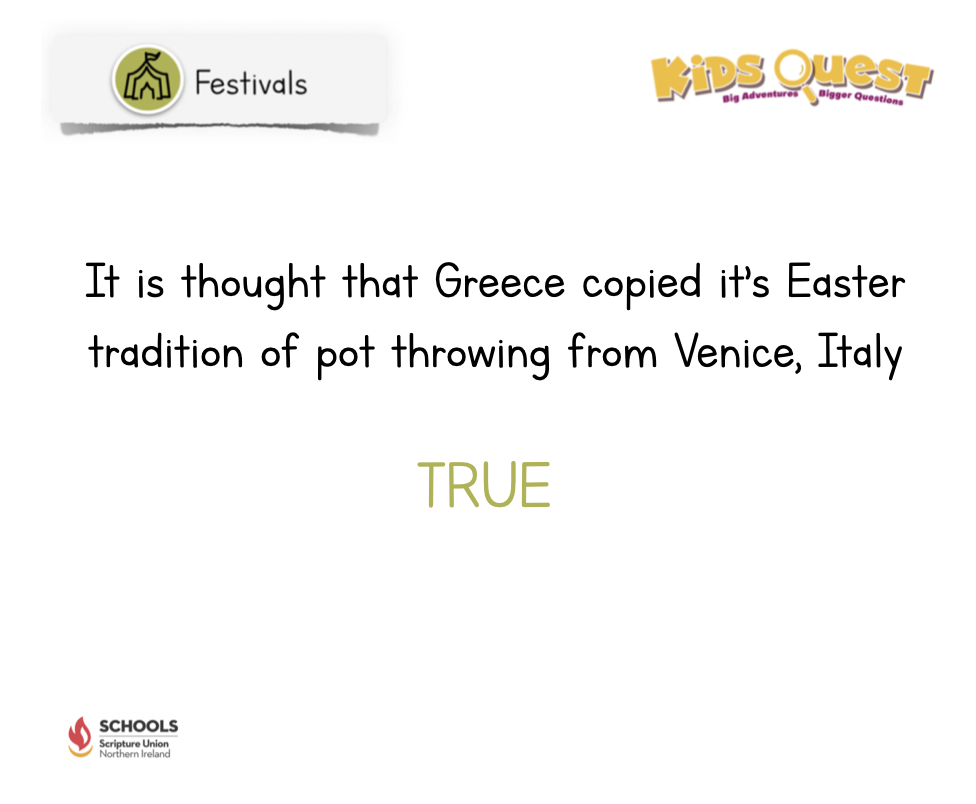 Festivals
KiDS QUEST
Big Adventures Bigger Questions
It is thought that Greece copied it's Easter
tradition of pot throwing from Venice, Italy
TRUE
SCHOOLS
Scripture Union
Northern Ireland